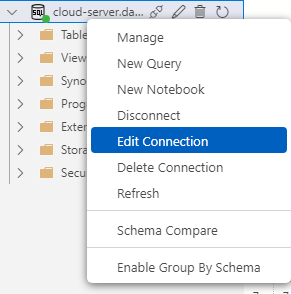 SQL cloud-server.da...
Table
View
Syno
Prog
Exter
Stora
Secu
Manage
New Query
New Notebook
Disconnect
Edit Connection
Delete Connection
Refresh
Schema Compare
Enable Group By Schema